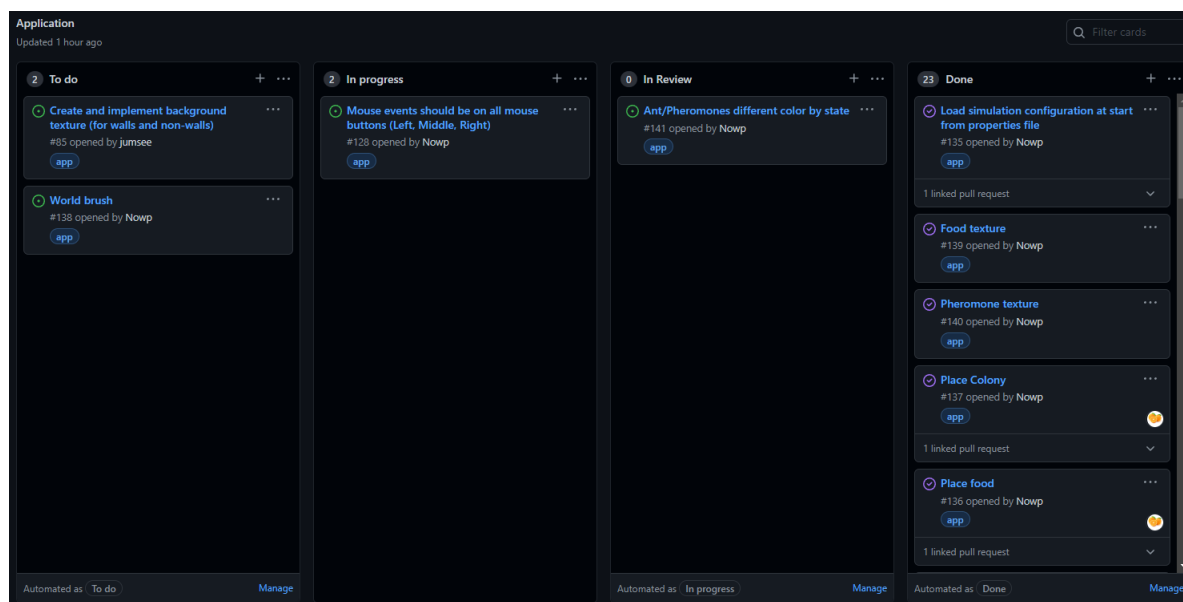 Application
Updated 1 hour ago
Filter cards
2 To do
Create and implement background
texture (for walls and non-walls)
#85 opened by jumsee
app
World brush
#138 opened by Nowp
app
Automated as To do
Manage
2 In progress
Mouse events should be on all mouse
buttons (Left, Middle, Right)
#128 opened by Nowp
app
0 In Review
Ant/Pheromones different color by state
#141 opened by Nowp
app
Automated as In progress
Manage
23 Done
Load simulation configuration at start
from properties file
#135 opened by Nowp
app
1 linked pull request
Food texture
#139 opened by Nowp
app
Pheromone texture
#140 opened by Nowp
app
Place Colony
#137 opened by Nowp
app
1 linked pull request
Place food
#136 opened by Nowp
app
1 linked pull request
Automated as Done
Manage